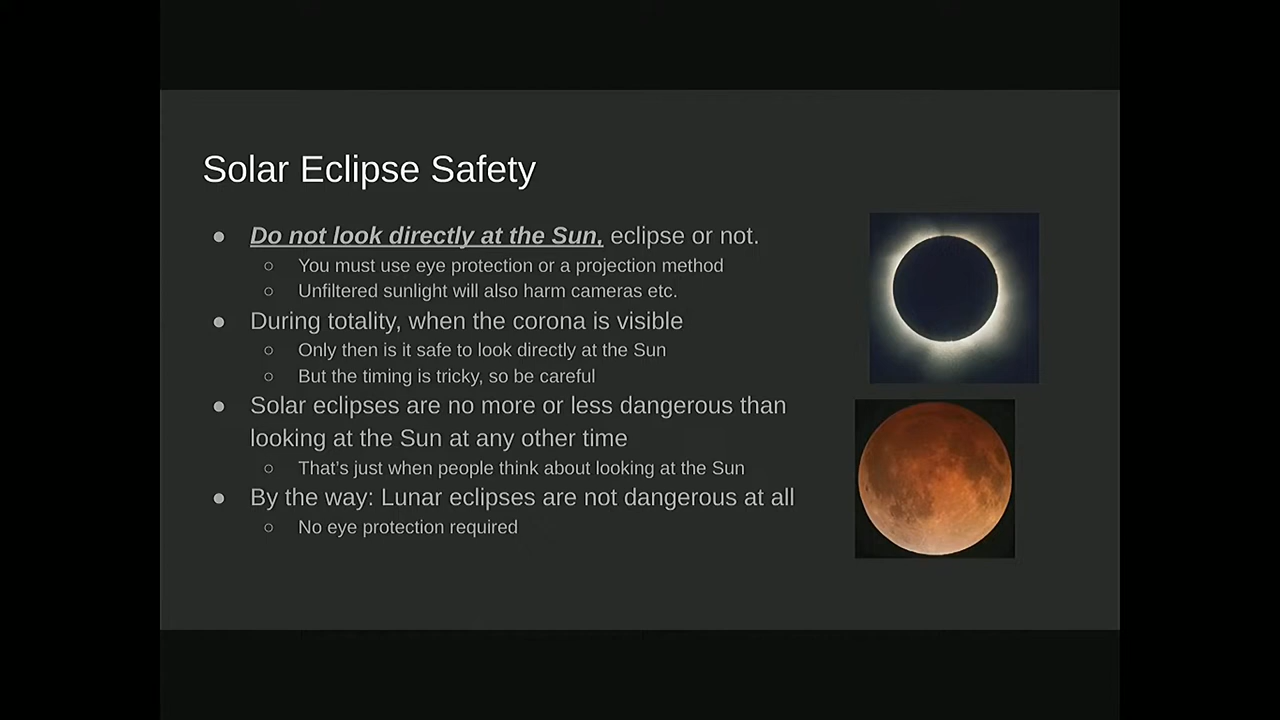 Solar Eclipse Safety
● Do not look directly at the Sun, eclipse or not.
○ You must use eye protection or a projection method
○ Unfiltered sunlight will also harm cameras etc.
● During totality, when the corona is visible
○ Only then is it safe to look directly at the Sun
○ But the timing is tricky, so be careful
● Solar eclipses are no more or less dangerous than
looking at the Sun at any other time
○ That's just when people think about looking at the Sun
● By the way: Lunar eclipses are not dangerous at all
○ No eye protection required